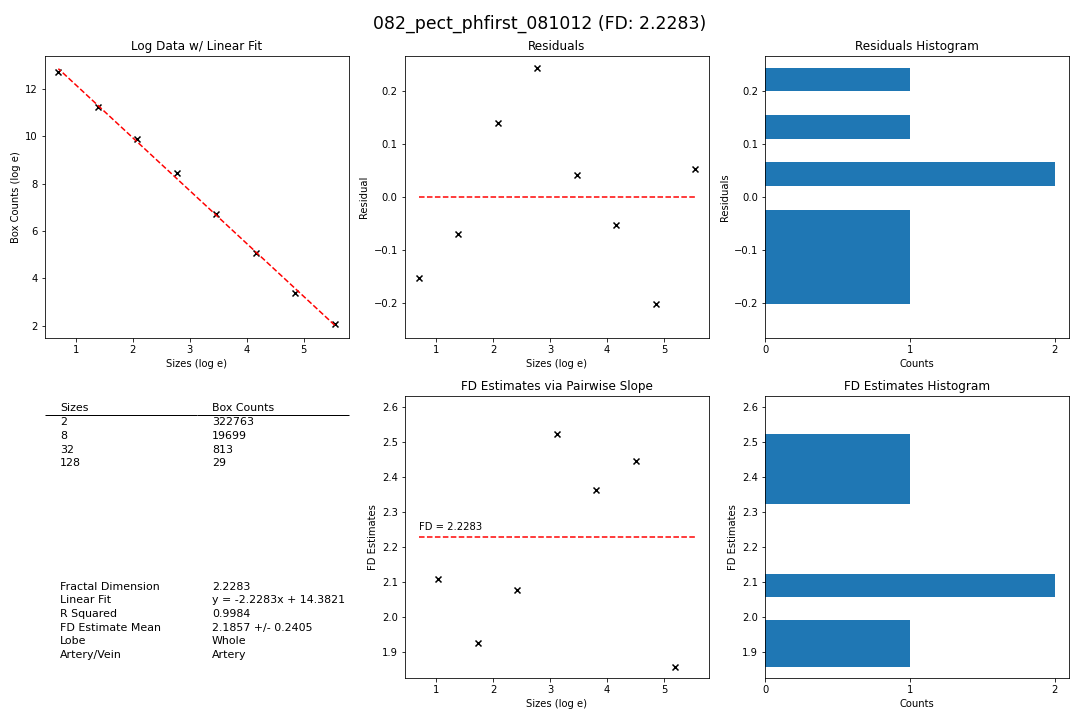 082_pect_phfirst_081012 (FD: 2.2283)
Log Data w/ Linear Fit
Box Counts (log e)
12
10
8
6
4
2
1 2 3 4 5
Sizes (log e)
Residuals
Residual
0.2
0.1
0.0
−0.1
−0.2
1 2 3 4 5
Sizes (log e)
Residuals Histogram
Residuals
0.2
0.1
0.0
−0.1
−0.2
0 1 2
Counts
Sizes Box Counts
2 322763
8 19699
32 813
128 29
Fractal Dimension 2.2283
Linear Fit y = -2.2283x + 14.3821
R Squared 0.9984
FD Estimate Mean 2.1857 +/- 0.2405
Lobe Whole
Artery/Vein Artery
FD Estimates via Pairwise Slope
FD Estimates
2.6
2.5
2.4
2.3
2.2
2.1
2.0
1.9
FD = 2.2283
1 2 3 4 5
Sizes (log e)
FD Estimates Histogram
FD Estimates
2.6
2.5
2.4
2.3
2.2
2.1
2.0
1.9
0 1 2
Counts